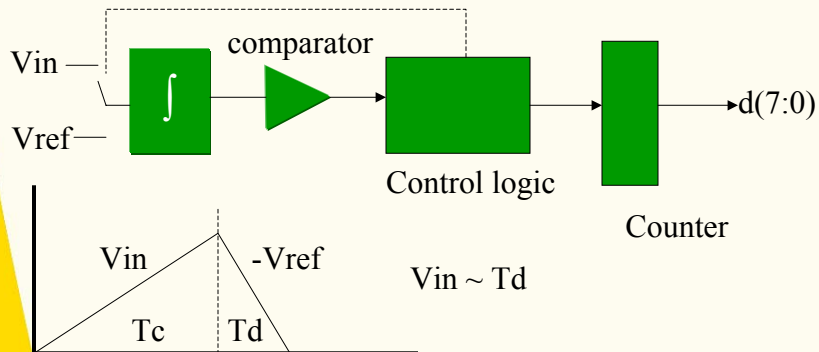 comparator
Vin
∫
d(7:0)
Vref
Control logic
Counter
Vin
-Vref
Vin ~ Td
Tc
Td